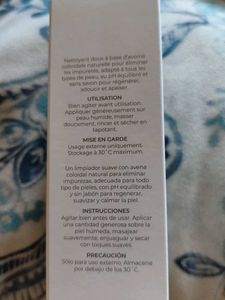 Nettoyant doux à base d'avoine
colloïdale naturelle pour éliminer
les impuretés, adapté à tous les
types de peau, au pH équilibré et
sans savon pour régénérer,
adoucir et apaiser.
UTILISATION
Bien agiter avant utilisation.
Appliquer généreusement sur
peau humide, masser
doucement, rincer et sécher en
tapotant.
MISE EN GARDE
Usage externe uniquement.
Stockage à 30˚C maximum.
Un limpiador suave con avena
coloidal natural para eliminar
impurezas, adecuada para todo
tipo de pieles, con pH equilibrado
y sin jabón para regenerar,
suavizar y calmar la piel.
INSTRUCCIONES
Agitar bien antes de usar. Aplicar
una cantidad generosa sobre la
piel húmeda, masajear
suavemente, enjuagar y secar
con toques suaves.
PRECAUCIÓN
Sólo para uso externo. Almacene
por debajo de los 30˚C.